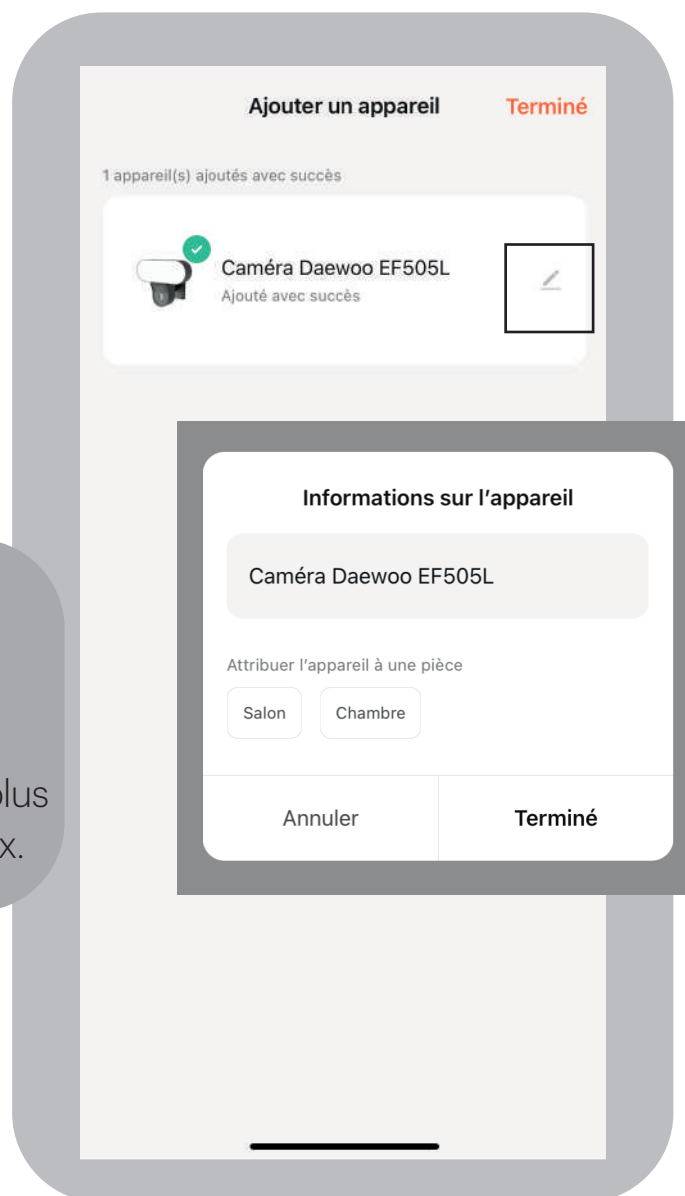 Ajouter un appareil Terminé
1 appareil(s) ajoutés avec succès
Caméra Daewoo EF505L
Ajouté avec succès
Informations sur l'appareil
Caméra Daewoo EF505L
Attribuer l'appareil à une pièce
Salon Chambre
Annuler Terminé